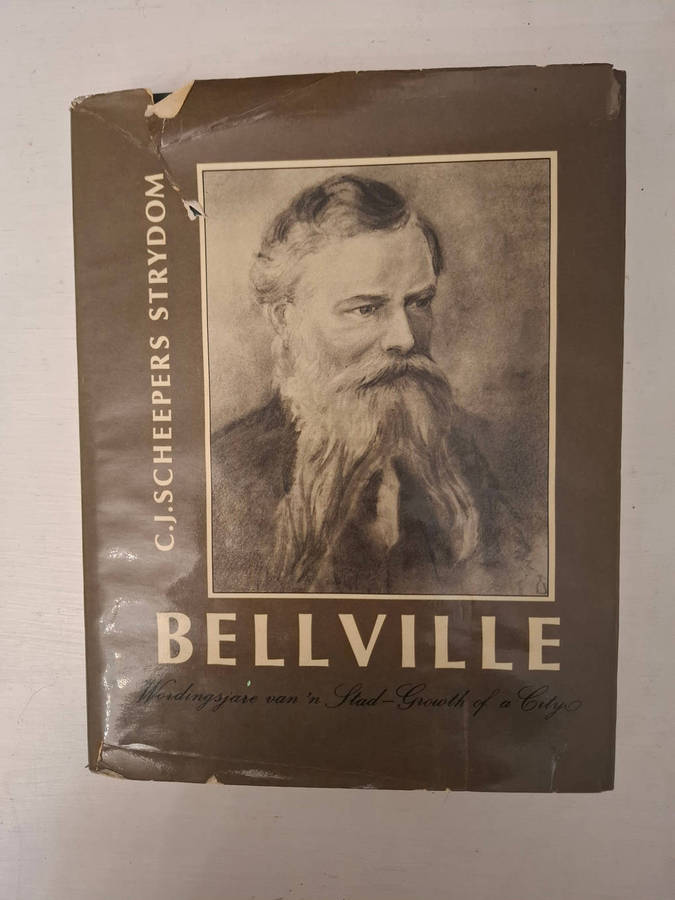 C.J.SCHEEPERS STRYDOM
BELLVILLE
Wordingsjare van 'n Stad–Growth of a City